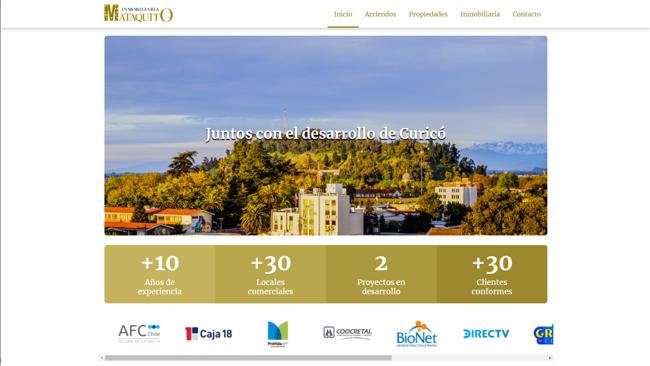 INMOBILIARIA
MATAQUITO
Inicio Arriendos Propiedades Inmobiliaria Contacto
Juntos con el desarrollo de Curicó
+10 +30 2 +30
Años de experiencia Locales comerciales Proyectos en desarrollo Clientes conformes
AFC Chile Caja 18 ProVida COOCRETAL BioNet DIRECTV GR